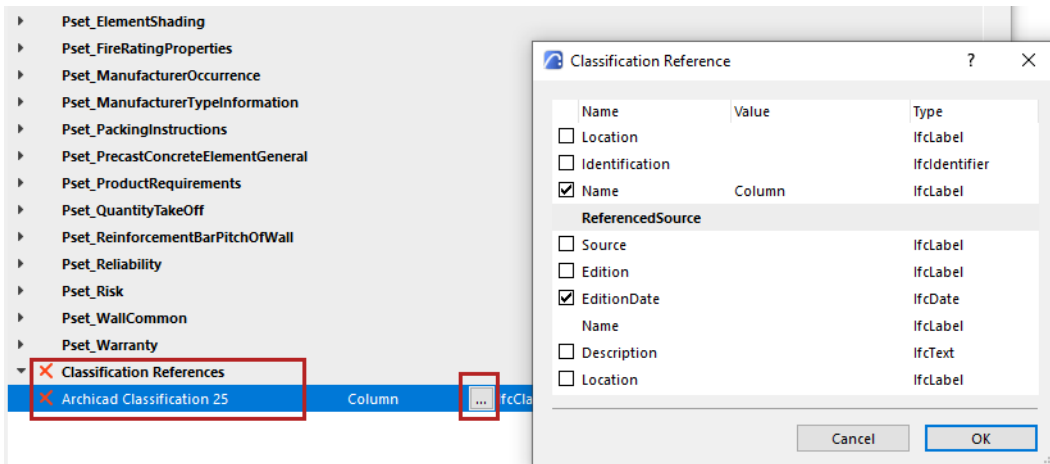 Pset_ElementShading
Pset_FireRatingProperties
Pset_ManufacturerOccurrence
Pset_ManufacturerTypeInformation
Pset_PackingInstructions
Pset_PrecastConcreteElementGeneral
Pset_ProductRequirements
Pset_QuantityTakeOff
Pset_ReinforcementBarPitchOfWall
Pset_Reliability
Pset_Risk
Pset_WallCommon
Pset_Warranty
Classification References
Archicad Classification 25 Column ... IfcCla
Classification Reference ?
Name Value Type
Location IfcLabel
Identification IfcIdentifier
Name Column IfcLabel
ReferencedSource
Source IfcLabel
Edition IfcLabel
EditionDate IfcDate
Name IfcLabel
Description IfcText
Location IfcLabel
Cancel OK